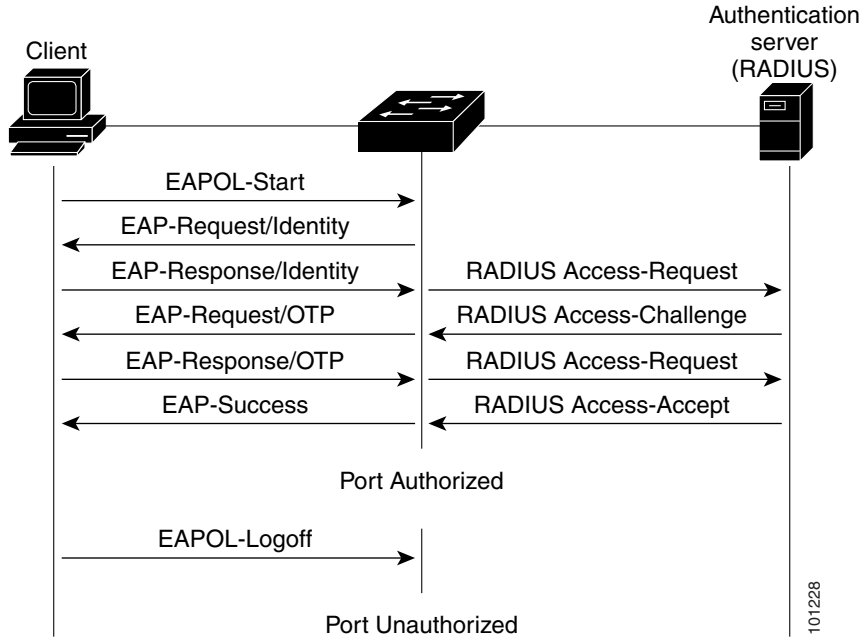 Client
Authentication
server
(RADIUS)
EAPOL-Start
EAP-Request/Identity
EAP-Response/Identity
RADIUS Access-Request
EAP-Request/OTP
RADIUS Access-Challenge
EAP-Response/OTP
RADIUS Access-Request
EAP-Success
RADIUS Access-Accept
Port Authorized
EAPOL-Logoff
Port Unauthorized
101228